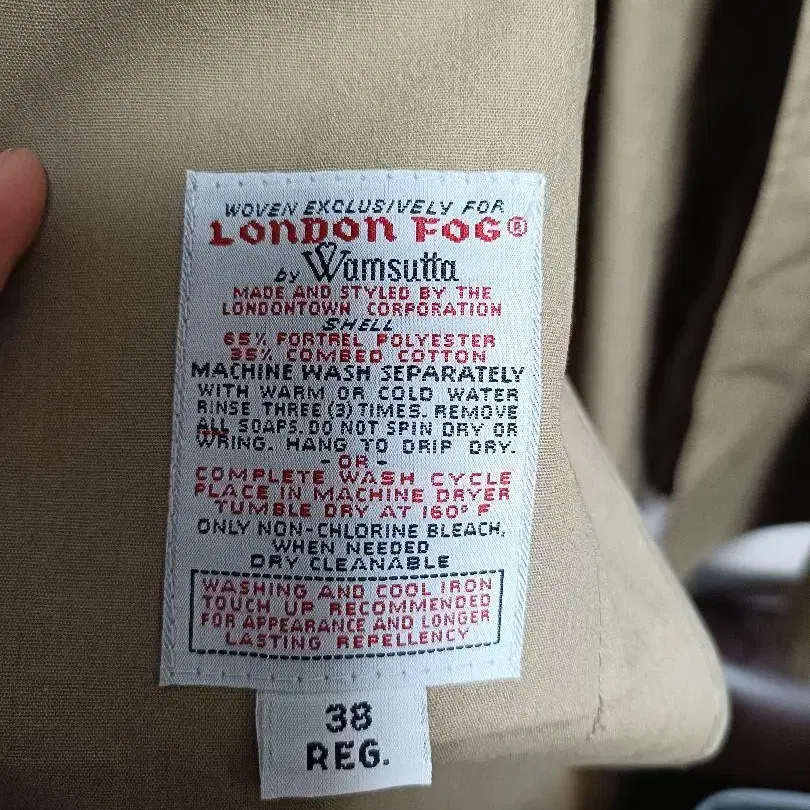 WOVEN EXCLUSIVELY FOR
LONDON FOG®
by Wamsutta
MADE AND STYLED BY THE
LONDONTOWN CORPORATION
SHELL
65% FORTREL POLYESTER
35% COMBED COTTON
MACHINE WASH SEPARATELY
WITH WARM OR COLD WATER
RINSE THREE (3) TIMES. REMOVE
ALL SOAPS. DO NOT SPIN DRY OR
WRING. HANG TO DRIP DRY.
- OR -
COMPLETE WASH CYCLE
PLACE IN MACHINE DRYER
TUMBLE DRY AT 160° F
ONLY NON-CHLORINE BLEACH,
WHEN NEEDED
DRY CLEANABLE
WASHING AND COOL IRON
TOUCH UP RECOMMENDED
FOR APPEARANCE AND LONGER
LASTING REPELLENCY
38
REG.